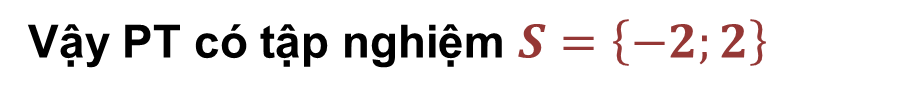 Vậy PT có tập nghiệm S = {−2; 2}